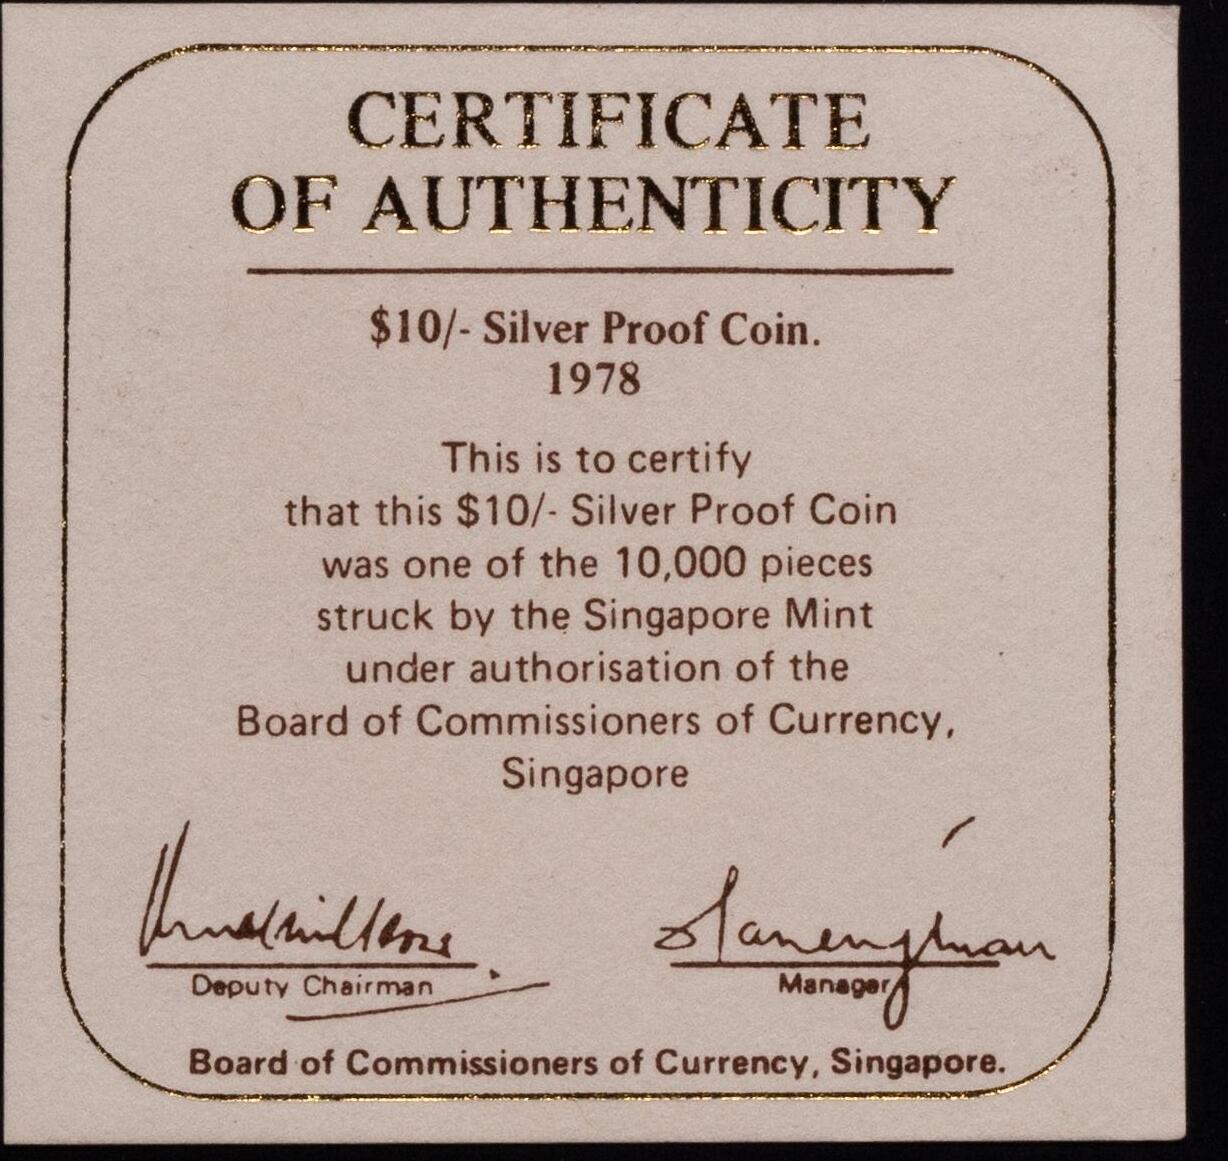 CERTIFICATE
OF AUTHENTICITY
$10/- Silver Proof Coin.
1978
This is to certify
that this $10/- Silver Proof Coin
was one of the 10,000 pieces
struck by the Singapore Mint
under authorisation of the
Board of Commissioners of Currency,
Singapore
Deputy Chairman
Manager
Board of Commissioners of Currency, Singapore.